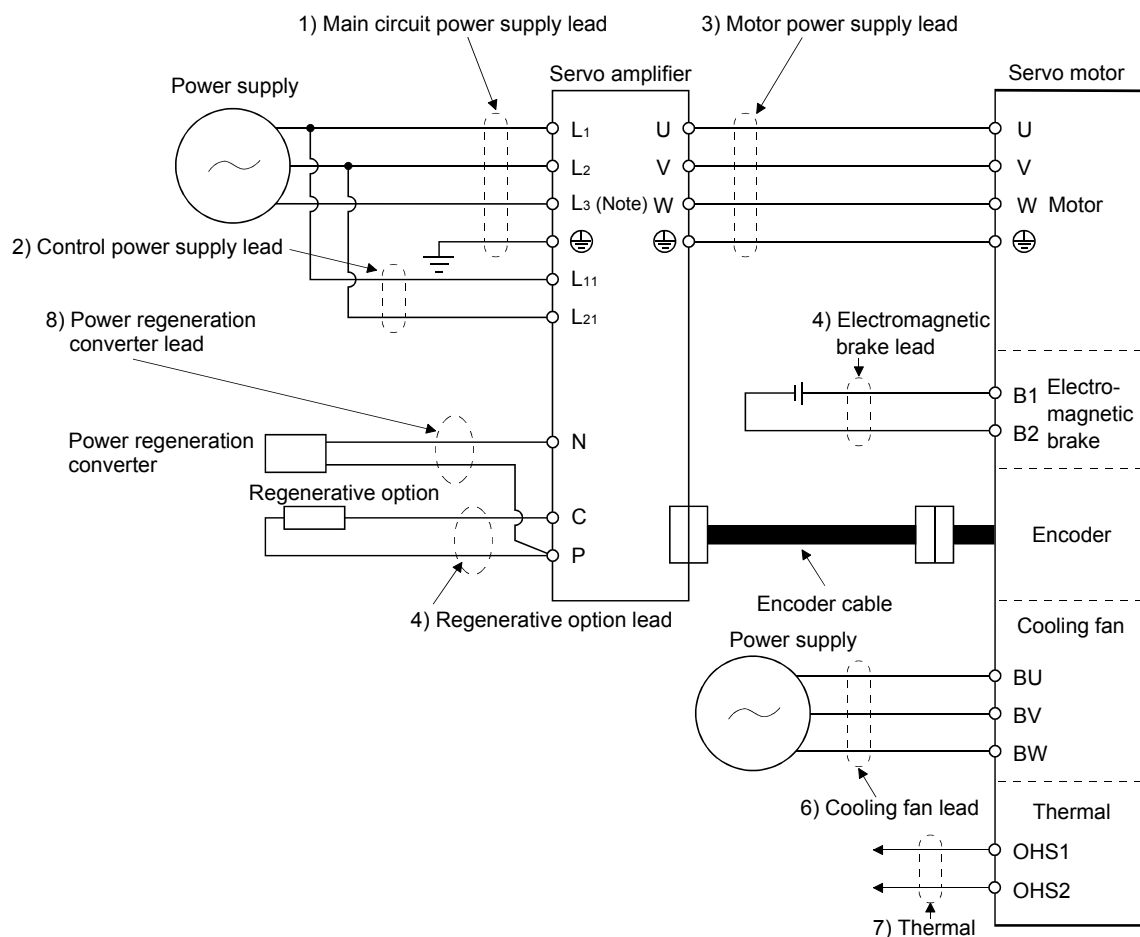 1) Main circuit power supply lead
3) Motor power supply lead
Power supply
Servo amplifier
Servo motor
L1
U
U
L2
V
V
L3 (Note)
W
W
Motor
2) Control power supply lead
L11
L21
8) Power regeneration
converter lead
4) Electromagnetic
brake lead
B1
B2
Electro-
magnetic
brake
Power regeneration
converter
N
Regenerative option
C
P
Encoder
4) Regenerative option lead
Encoder cable
Power supply
Cooling fan
BU
BV
BW
6) Cooling fan lead
Thermal
OHS1
OHS2
7) Thermal